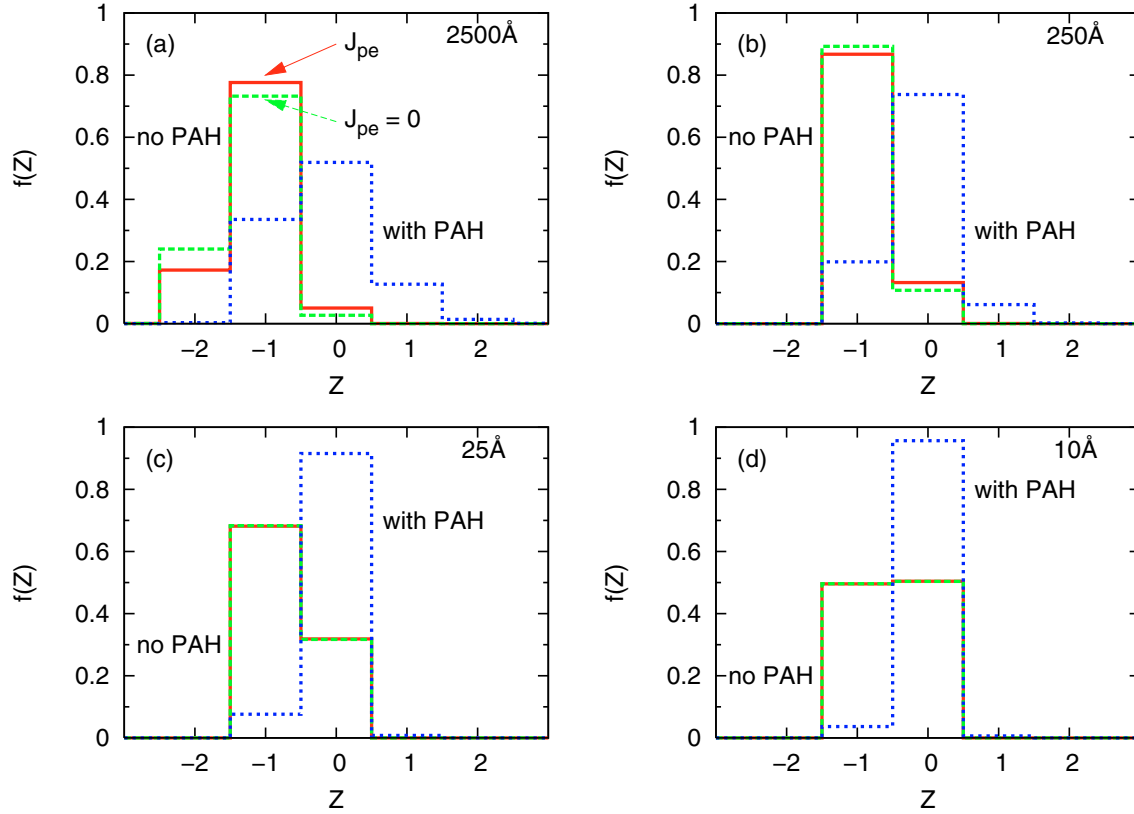 (a)
2500Å
J_pe
J_pe = 0
no PAH
with PAH
f(Z)
0
0.2
0.4
0.6
0.8
1
−2 −1 0 1 2
Z
(b)
250Å
no PAH
with PAH
f(Z)
0
0.2
0.4
0.6
0.8
1
−2 −1 0 1 2
Z
(c)
25Å
with PAH
no PAH
f(Z)
0
0.2
0.4
0.6
0.8
1
−2 −1 0 1 2
Z
(d)
10Å
with PAH
no PAH
f(Z)
0
0.2
0.4
0.6
0.8
1
−2 −1 0 1 2
Z